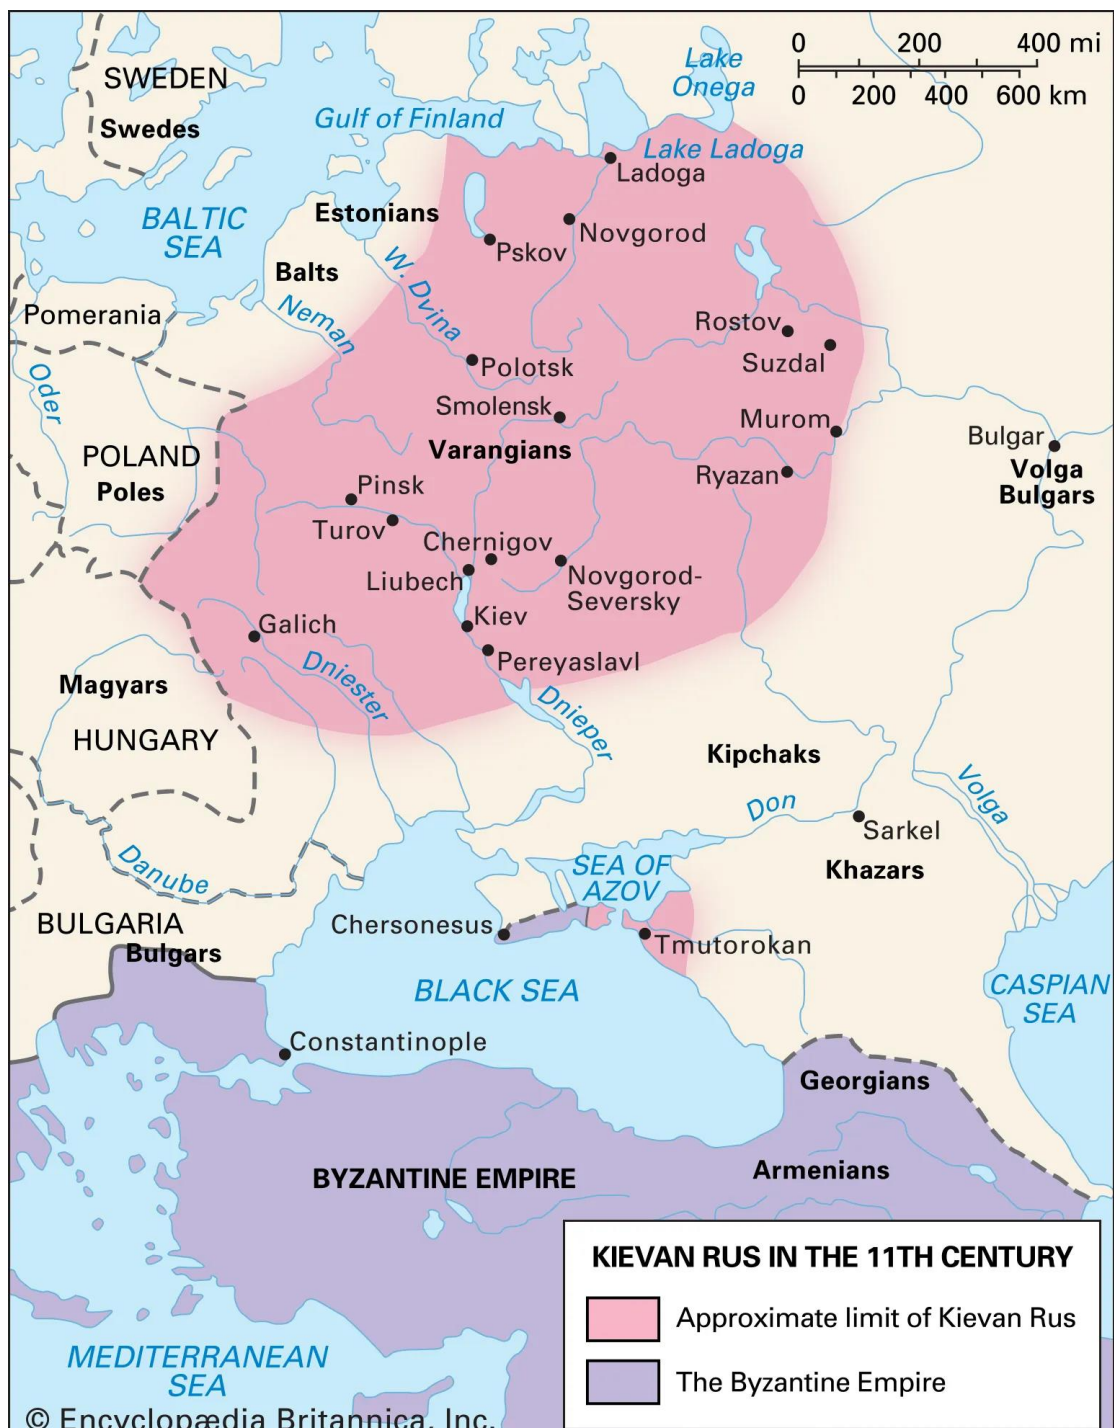 0 200 400 mi
0 200 400 600 km
SWEDEN
Swedes
Lake
Onega
Gulf of Finland
Lake Ladoga
Ladoga
BALTIC
SEA
Estonians
Novgorod
Pskov
Balts
W. Dvina
Neman
Pomerania
Rostov
Suzdal
Polotsk
Oder
Smolensk
Murom
Bulgar
Volga
Bulgars
Varangians
POLAND
Poles
Ryazan
Pinsk
Turov
Chernigov
Liubech
Novgorod-
Seversky
Kiev
Galich
Pereyaslavl
Dniester
Dnieper
Magyars
HUNGARY
Kipchaks
Don
Volga
Sarkel
Khazars
Danube
SEA OF
AZOV
BULGARIA
Bulgars
Chersonesus
Tmutorokan
BLACK SEA
CASPIAN
SEA
Constantinople
Georgians
BYZANTINE EMPIRE
Armenians
KIEVAN RUS IN THE 11TH CENTURY
Approximate limit of Kievan Rus
The Byzantine Empire
MEDITERRANEAN
SEA
© Encyclopædia Britannica, Inc.